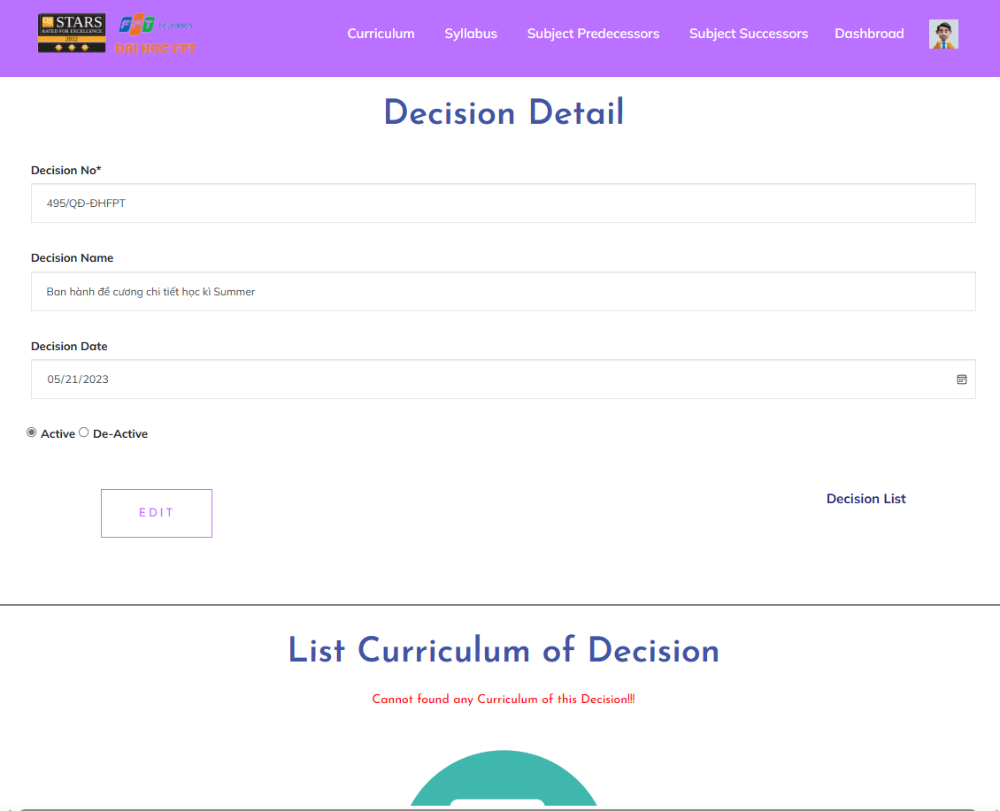 STARS
RATED FOR EXCELLENCE
2012
FPT Education
ĐẠI HỌC FPT
Curriculum
Syllabus
Subject Predecessors
Subject Successors
Dashbroad
Decision Detail
Decision No*
495/QĐ-ĐHFPT
Decision Name
Ban hành đề cương chi tiết học kì Summer
Decision Date
05/21/2023
Active De-Active
EDIT
Decision List
List Curriculum of Decision
Cannot found any Curriculum of this Decision!!!